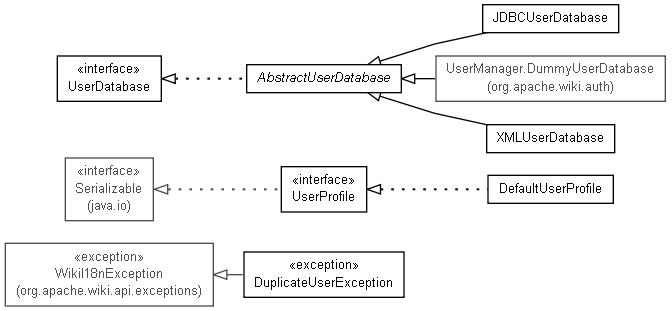 JDBCUserDatabase
«interface»
UserDatabase
AbstractUserDatabase
UserManager.DummyUserDatabase
(org.apache.wiki.auth)
XMLUserDatabase
«interface»
Serializable
(java.io)
«interface»
UserProfile
DefaultUserProfile
«exception»
WikiI18nException
(org.apache.wiki.api.exceptions)
«exception»
DuplicateUserException